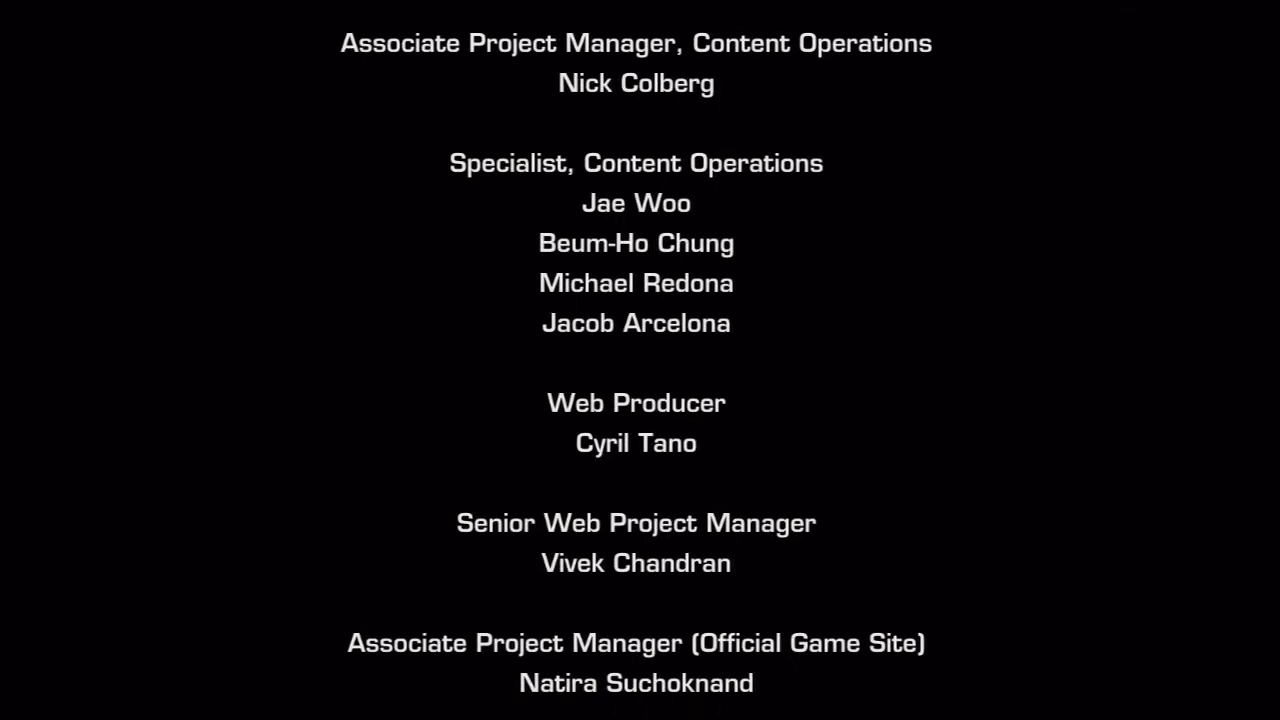 Associate Project Manager, Content Operations
Nick Colberg
Specialist, Content Operations
Jae Woo
Beum-Ho Chung
Michael Redona
Jacob Arcelona
Web Producer
Cyril Tano
Senior Web Project Manager
Vivek Chandran
Associate Project Manager (Official Game Site)
Natira Suchoknand